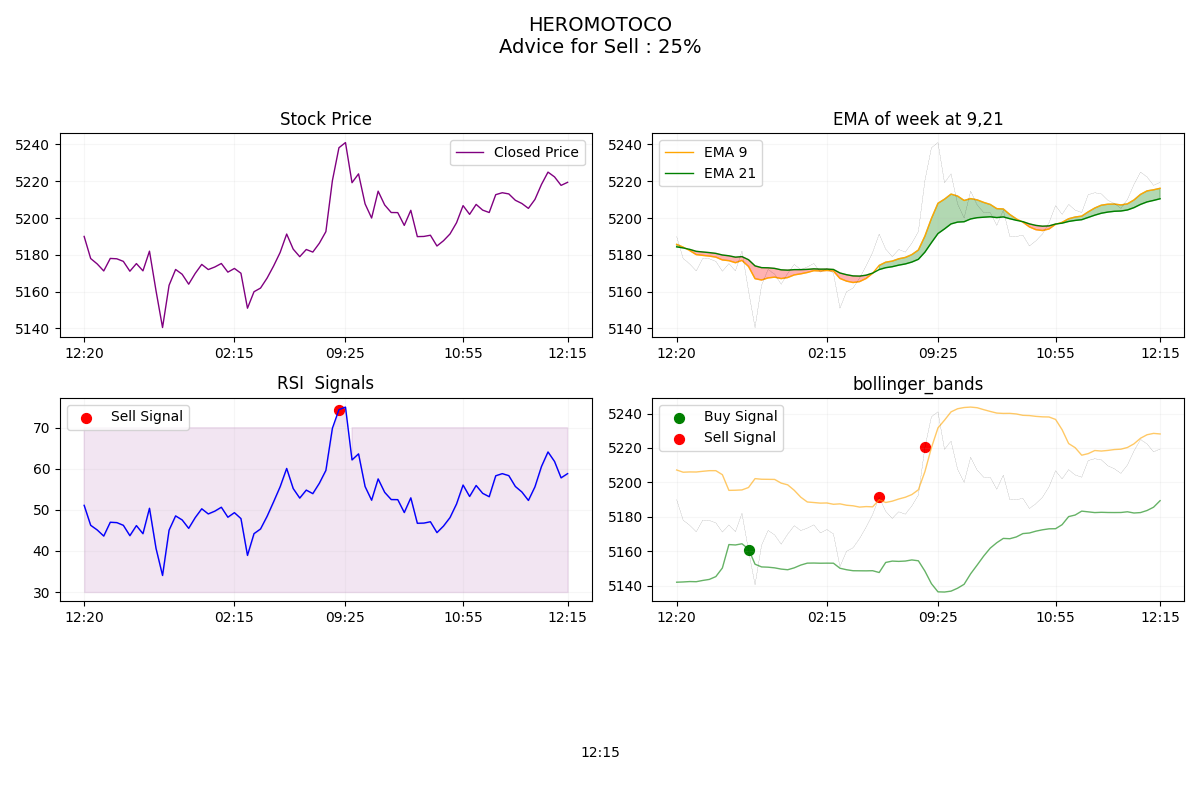 HEROMOTOCO
Advice for Sell : 25%
Stock Price
5240
5220
5200
5180
5160
5140
Closed Price
12:20 02:15 09:25 10:55 12:15
EMA of week at 9,21
5240
5220
5200
5180
5160
5140
EMA 9
EMA 21
12:20 02:15 09:25 10:55 12:15
RSI  Signals
70
60
50
40
30
Sell Signal
12:20 02:15 09:25 10:55 12:15
bollinger_bands
5240
5220
5200
5180
5160
5140
Buy Signal
Sell Signal
12:20 02:15 09:25 10:55 12:15
12:15